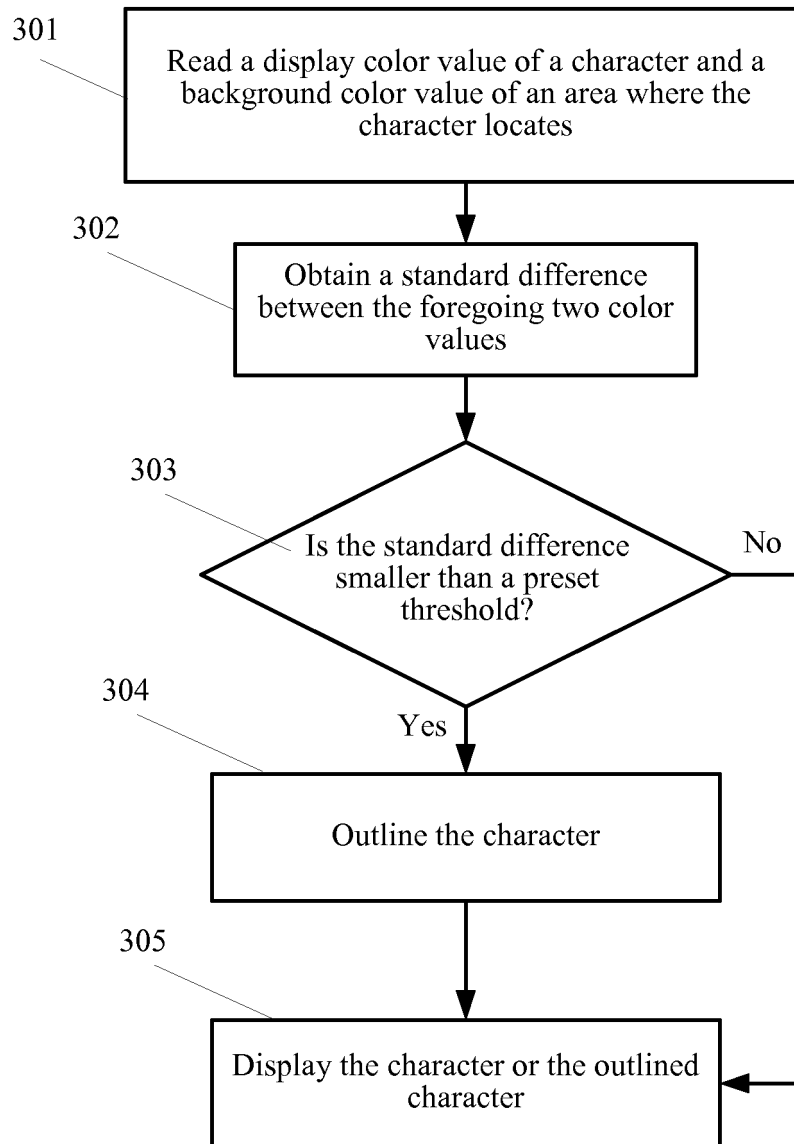 301
Read a display color value of a character and a
background color value of an area where the
character locates
302
Obtain a standard difference
between the foregoing two color
values
303
Is the standard difference
smaller than a preset
threshold?
No
304
Yes
Outline the character
305
Display the character or the outlined
character